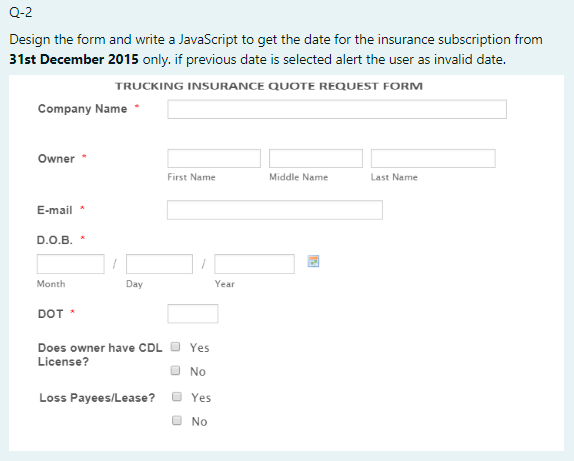 Q-2
Design the form and write a JavaScript to get the date for the insurance subscription from
31st December 2015 only. if previous date is selected alert the user as invalid date.
TRUCKING INSURANCE QUOTE REQUEST FORM
Company Name *
Owner *
First Name Middle Name Last Name
E-mail *
D.O.B. *
/ /
Month Day Year
DOT *
Does owner have CDL Yes
License?
No
Loss Payees/Lease? Yes
No